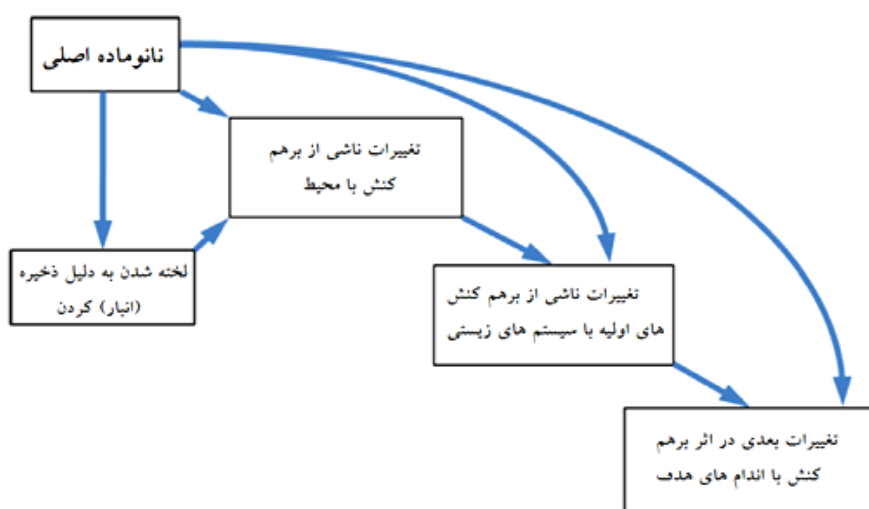 نانوماده اصلی
تغییرات ناشی از برهم
کنش با محیط
لخته شدن به دلیل ذخیره
(انبار) کردن
تغییرات ناشی از برهم کنش
های اولیه با سیستم های زیستی
تغییرات بعدی در اثر برهم
کنش با اندام های هدف